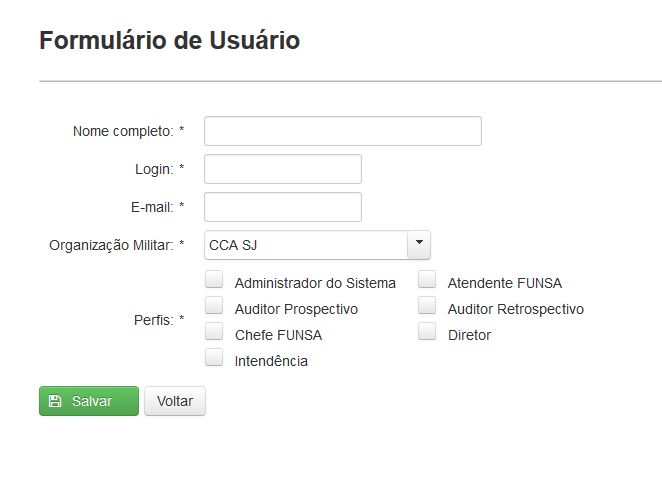 Formulário de Usuário
Nome completo: *
Login: *
E-mail: *
Organização Militar: * CCA SJ
Perfis: *
Administrador do Sistema Atendente FUNSA
Auditor Prospectivo Auditor Retrospectivo
Chefe FUNSA Diretor
Intendência
Salvar Voltar